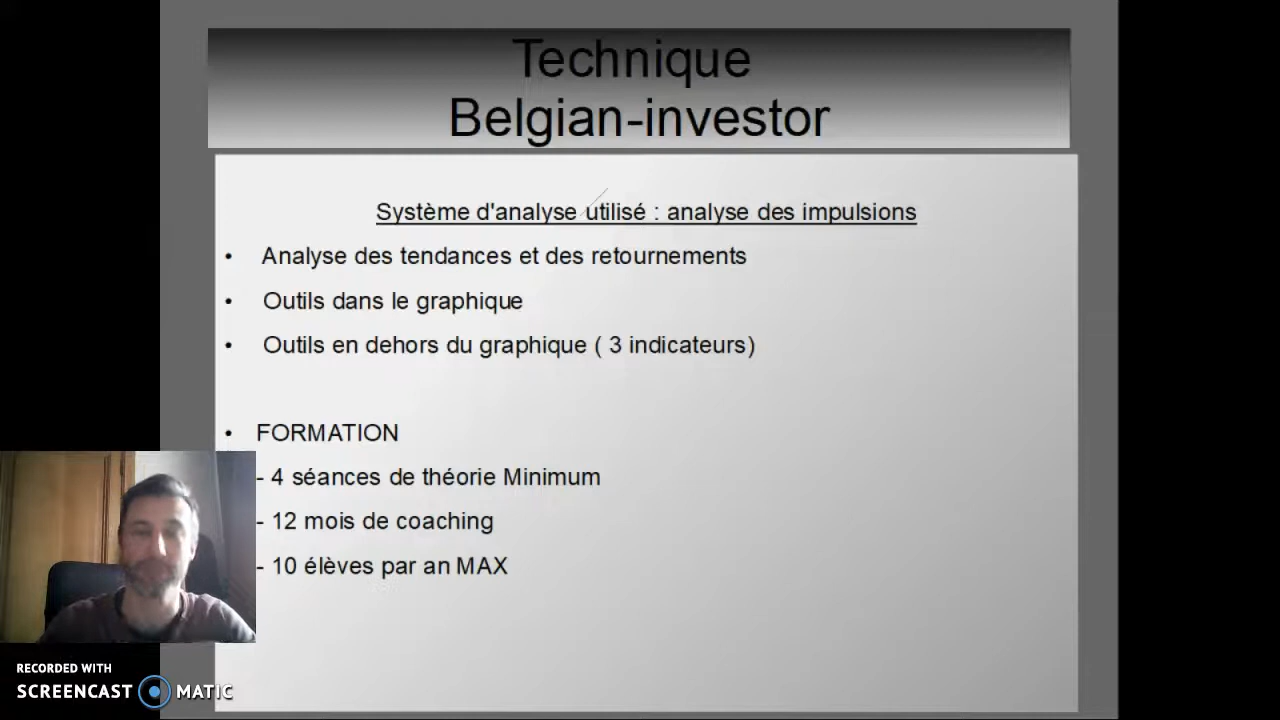 Technique
Belgian-investor
Système d'analyse utilisé : analyse des impulsions
• Analyse des tendances et des retournements
• Outils dans le graphique
• Outils en dehors du graphique ( 3 indicateurs)
• FORMATION
- 4 séances de théorie Minimum
- 12 mois de coaching
- 10 élèves par an MAX
RECORDED WITH
SCREENCAST MATIC